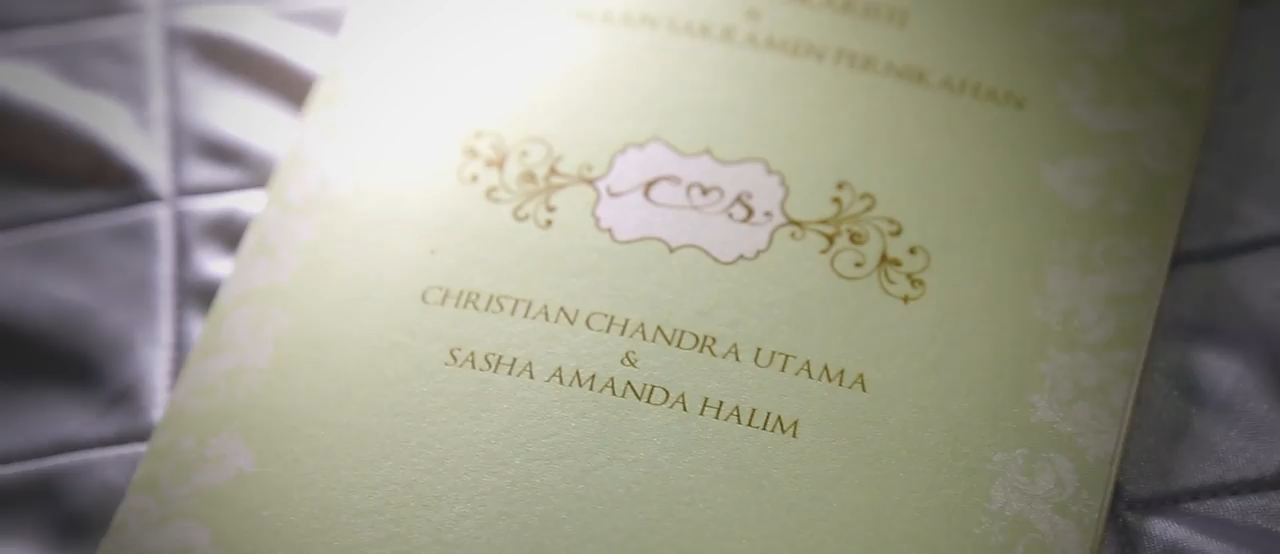 &
SAKRAMEN PERNIKAHAN
C S
CHRISTIAN CHANDRA UTAMA
&
SASHA AMANDA HALIM